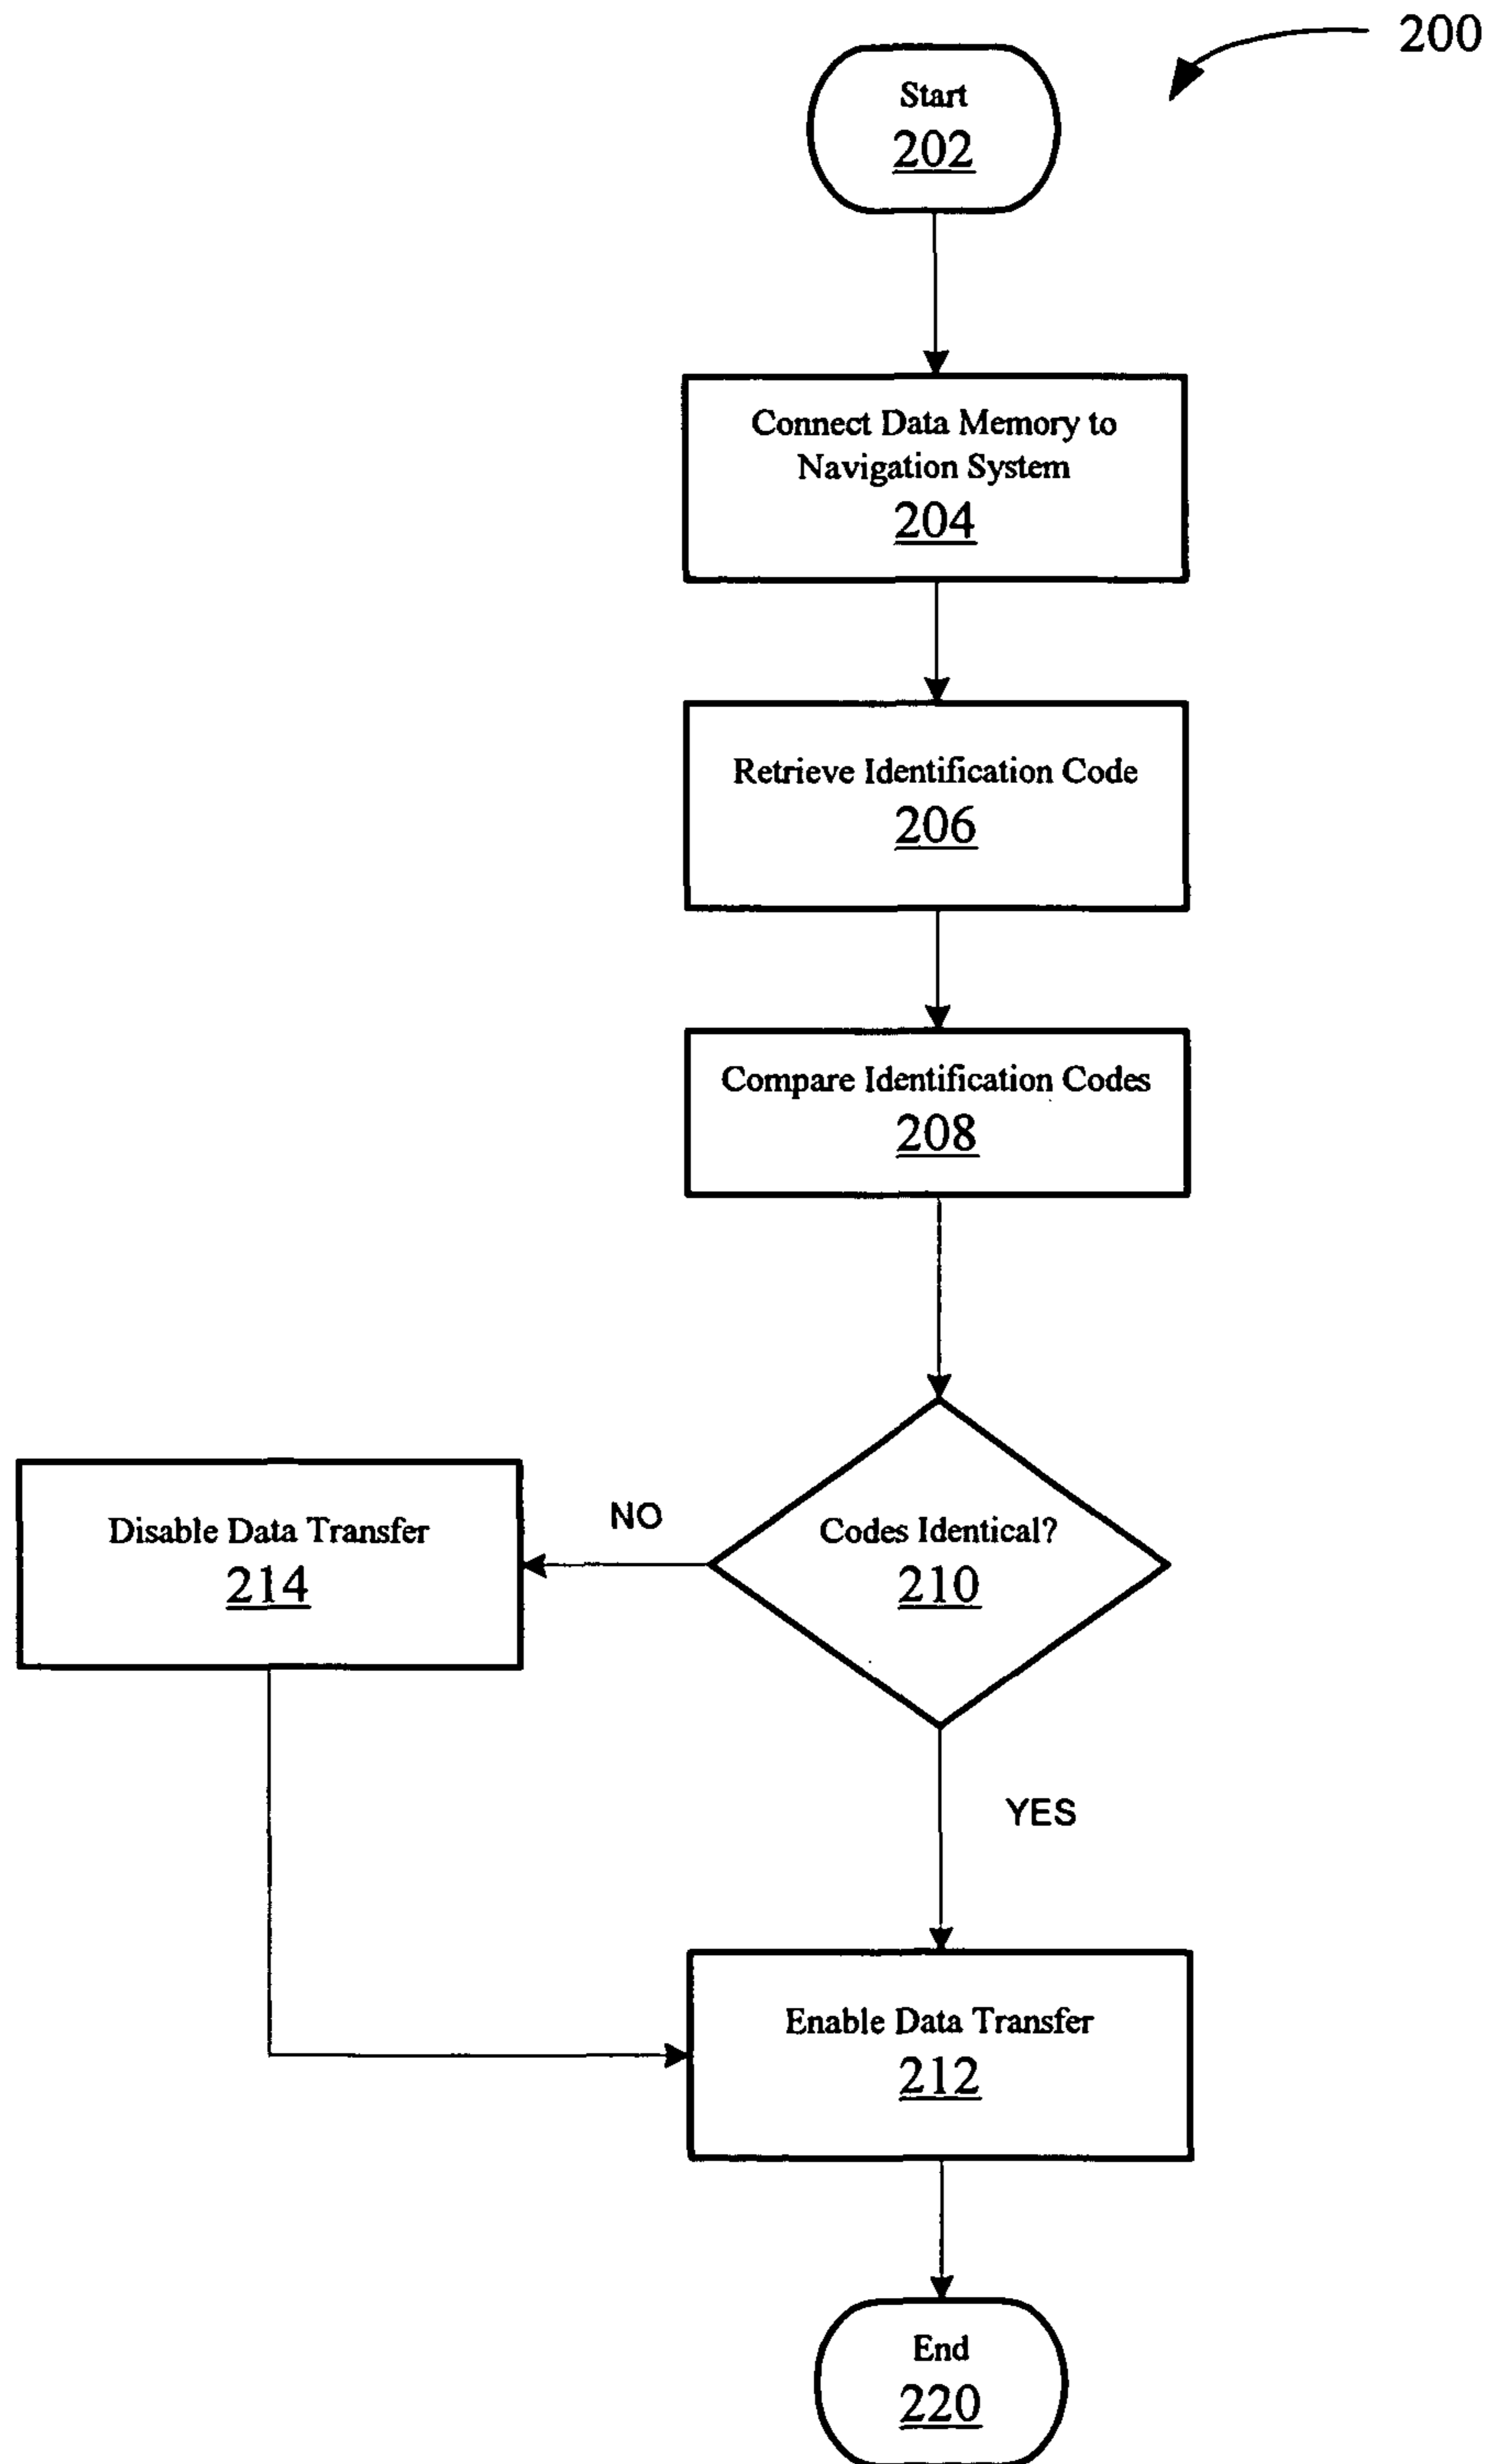 200
Start
202
Connect Data Memory to
Navigation System
204
Retrieve Identification Code
206
Compare Identification Codes
208
Codes Identical?
210
NO
Disable Data Transfer
214
YES
Enable Data Transfer
212
End
220